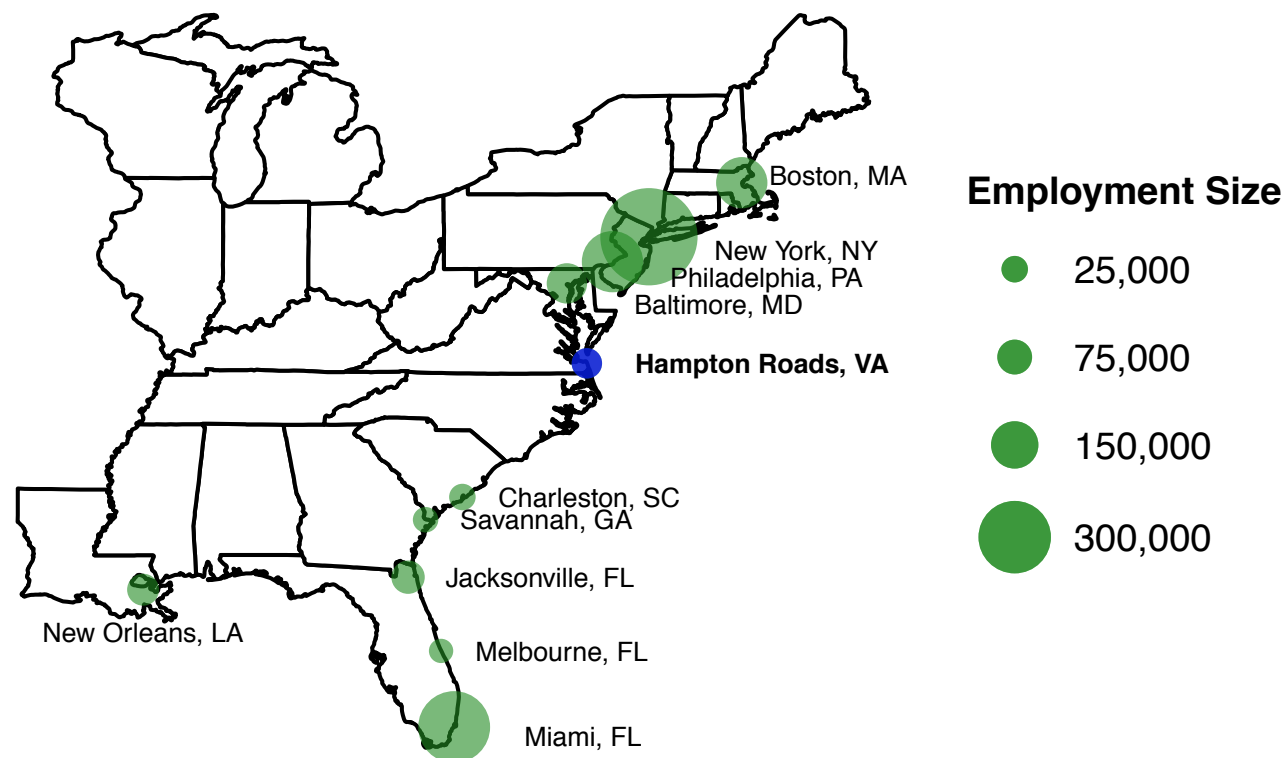 Boston, MA
Employment Size
New York, NY
25,000
Philadelphia, PA
Baltimore, MD
75,000
Hampton Roads, VA
150,000
Charleston, SC
Savannah, GA
300,000
Jacksonville, FL
New Orleans, LA
Melbourne, FL
Miami, FL